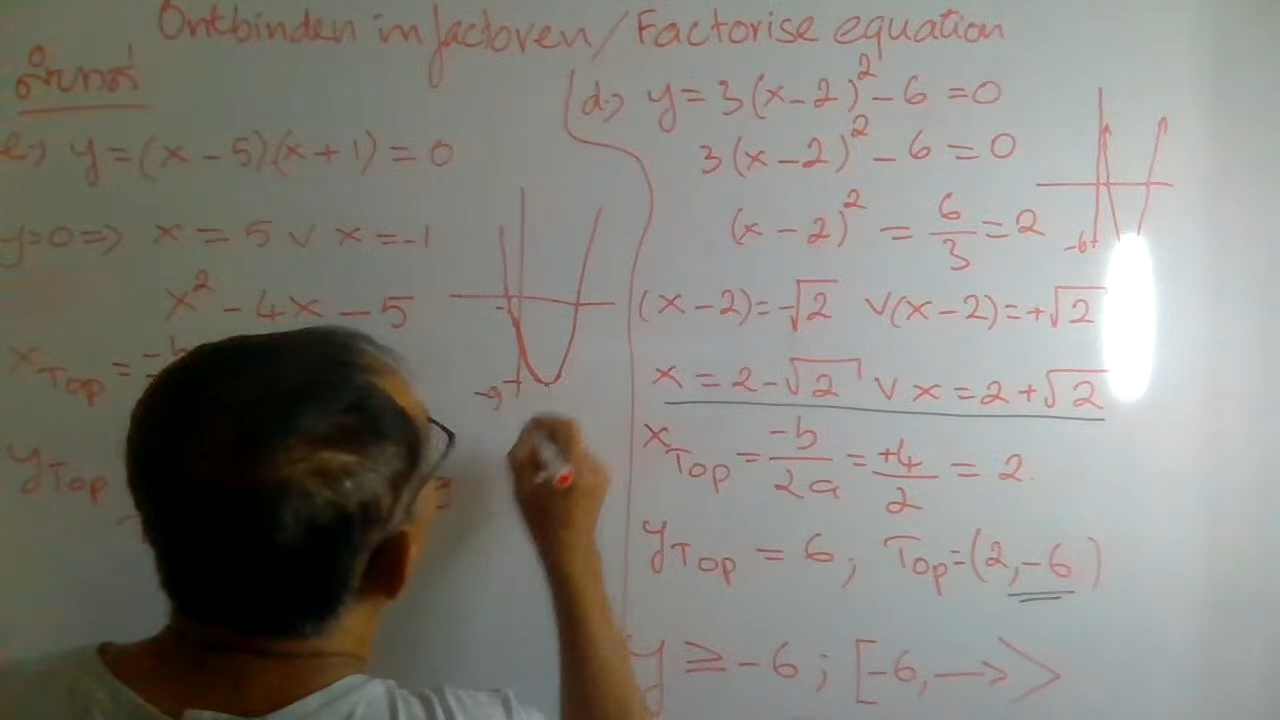 Ontbinden in factoren / Factorise equation
e) y = (x - 5)(x + 1) = 0
y=0 => x = 5 ∨ x = -1
x² - 4x - 5
x_Top = -b
y_Top
-9
d) y = 3(x-2)² - 6 = 0
3(x-2)² - 6 = 0
(x-2)² = 6/3 = 2
(x-2) = -√2 ∨ (x-2) = +√2
x = 2 - √2 ∨ x = 2 + √2
x_Top = -b/2a = +4/2 = 2
y_Top = 6; Top = (2, -6)
y ≥ -6; [-6, →>
-6